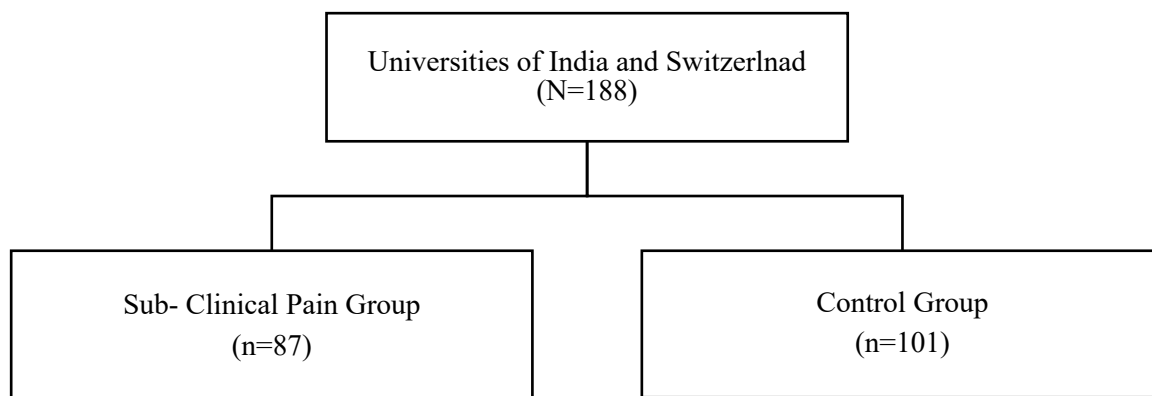 Universities of India and Switzerlnad
(N=188)
Sub- Clinical Pain Group
(n=87)
Control Group
(n=101)